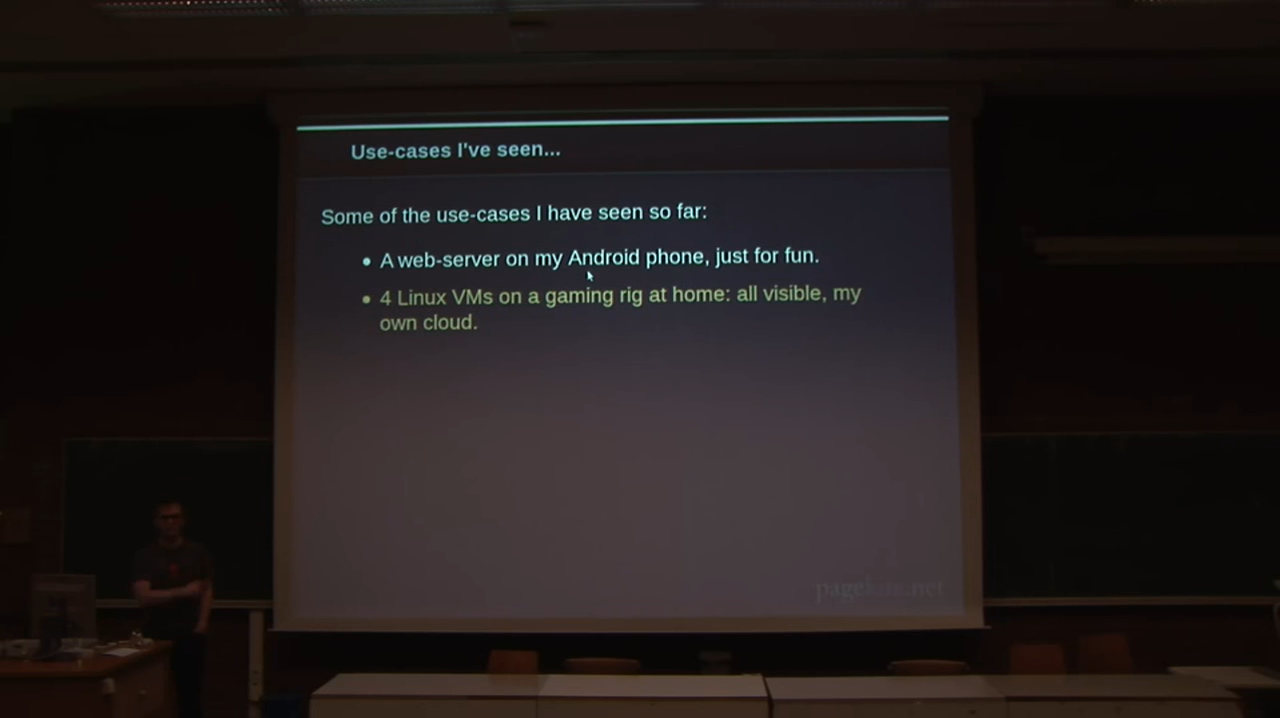 Use-cases I've seen...
Some of the use-cases I have seen so far:
• A web-server on my Android phone, just for fun.
• 4 Linux VMs on a gaming rig at home: all visible, my
own cloud.
pagekite.net